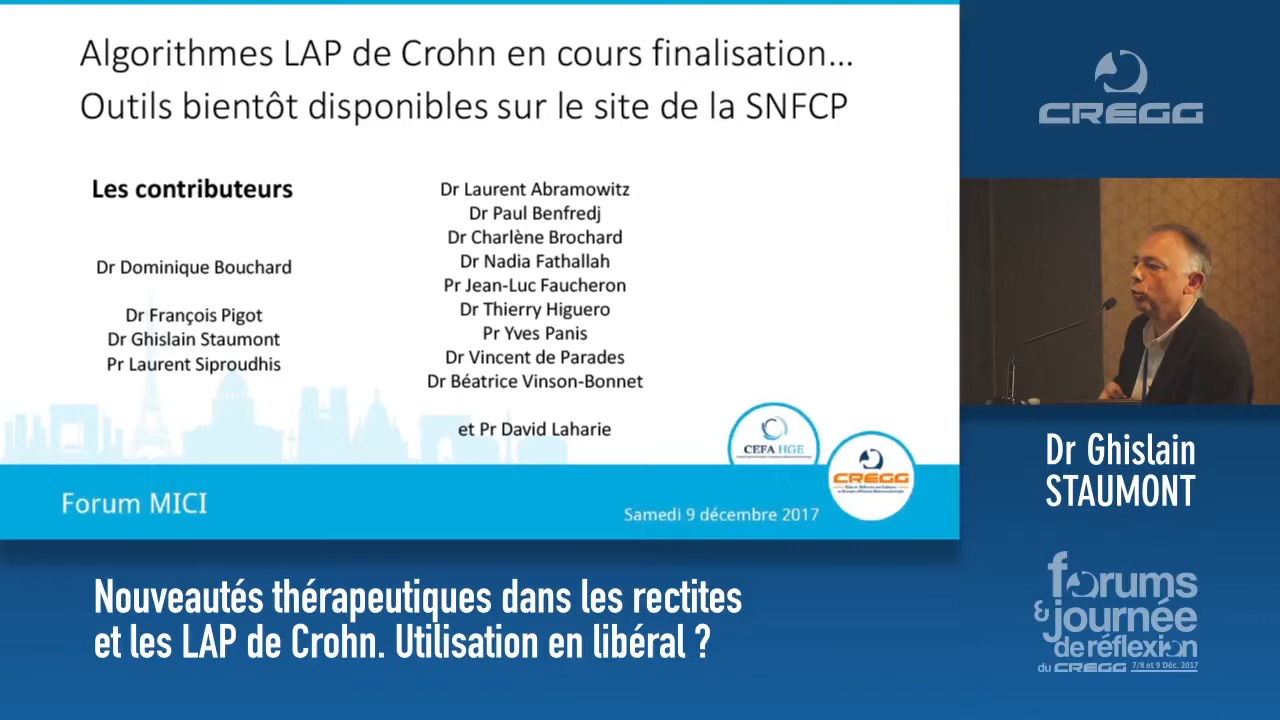 Algorithmes LAP de Crohn en cours finalisation...
Outils bientôt disponibles sur le site de la SNFCP
Les contributeurs
Dr Dominique Bouchard
Dr François Pigot
Dr Ghislain Staumont
Pr Laurent Siproudhis
Dr Laurent Abramowitz
Dr Paul Benfredj
Dr Charlène Brochard
Dr Nadia Fathallah
Pr Jean-Luc Faucheron
Dr Thierry Higuero
Pr Yves Panis
Dr Vincent de Parades
Dr Béatrice Vinson-Bonnet
et Pr David Laharie
CEFA HGE
CREGG
Forum MICI
Samedi 9 décembre 2017
CREGG
Dr Ghislain
STAUMONT
Nouveautés thérapeutiques dans les rectites
et les LAP de Crohn. Utilisation en libéral ?
forums
& journée
de réflexion
du CREGG 7/8 et 9 Déc. 2017